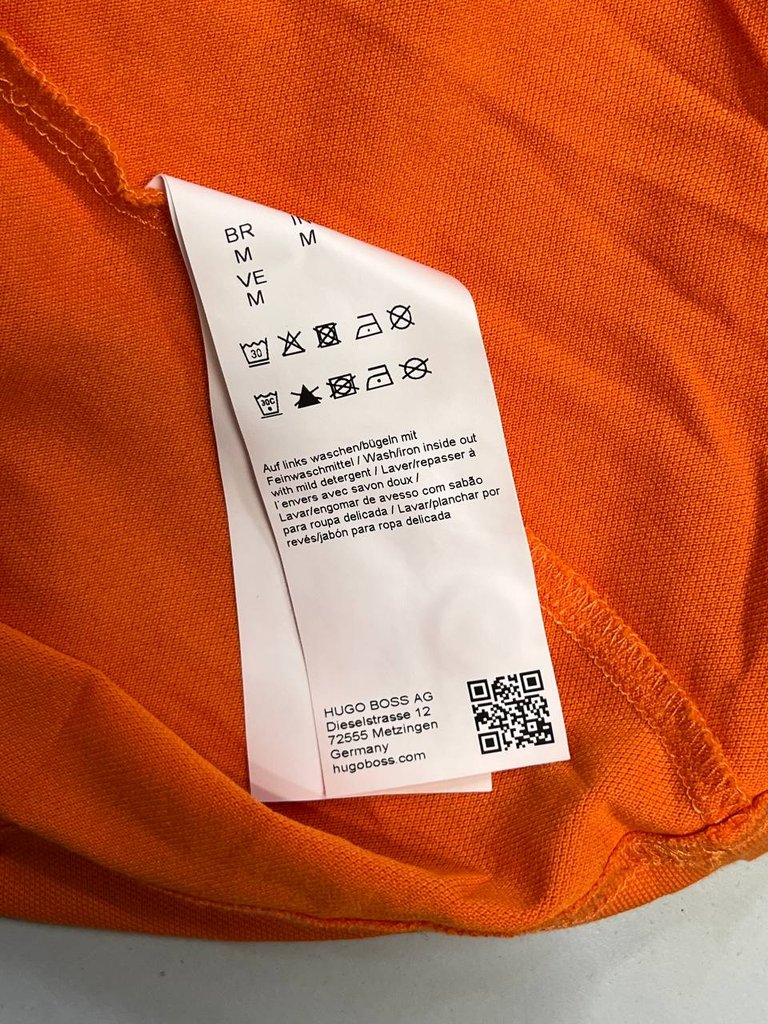 BR
M
M
VE
M
30
30C
Auf links waschen/bügeln mit
Feinwaschmittel / Wash/iron inside out
with mild detergent / Laver/repasser à
l'envers avec savon doux /
Lavar/engomar de avesso com sabão
para roupa delicada / Lavar/planchar por
revés/jabón para ropa delicada
HUGO BOSS AG
Dieselstrasse 12
72555 Metzingen
Germany
hugoboss.com